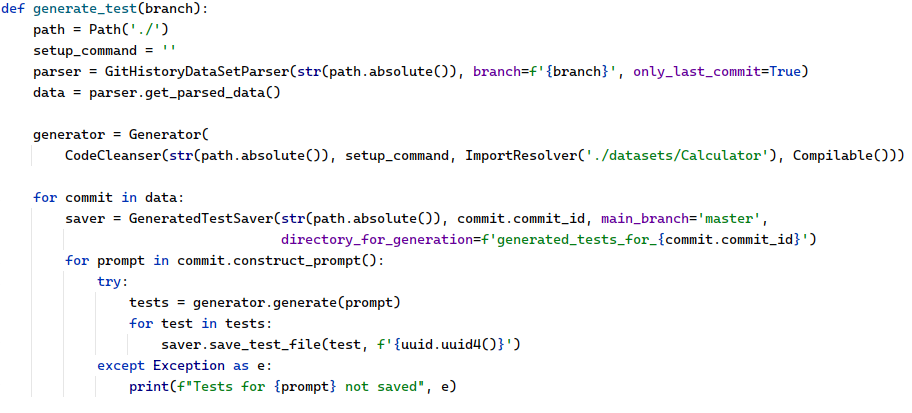 def generate_test(branch):
    path = Path('./')
    setup_command = ''
    parser = GitHistoryDataSetParser(str(path.absolute()), branch=f'{branch}', only_last_commit=True)
    data = parser.get_parsed_data()

    generator = Generator(
        CodeCleanser(str(path.absolute()), setup_command, ImportResolver('./datasets/Calculator'), Compilable()))

    for commit in data:
        saver = GeneratedTestSaver(str(path.absolute()), commit.commit_id, main_branch='master',
                                   directory_for_generation=f'generated_tests_for_{commit.commit_id}')
        for prompt in commit.construct_prompt():
            try:
                tests = generator.generate(prompt)
                for test in tests:
                    saver.save_test_file(test, f'{uuid.uuid4()}')
            except Exception as e:
                print(f"Tests for {prompt} not saved", e)